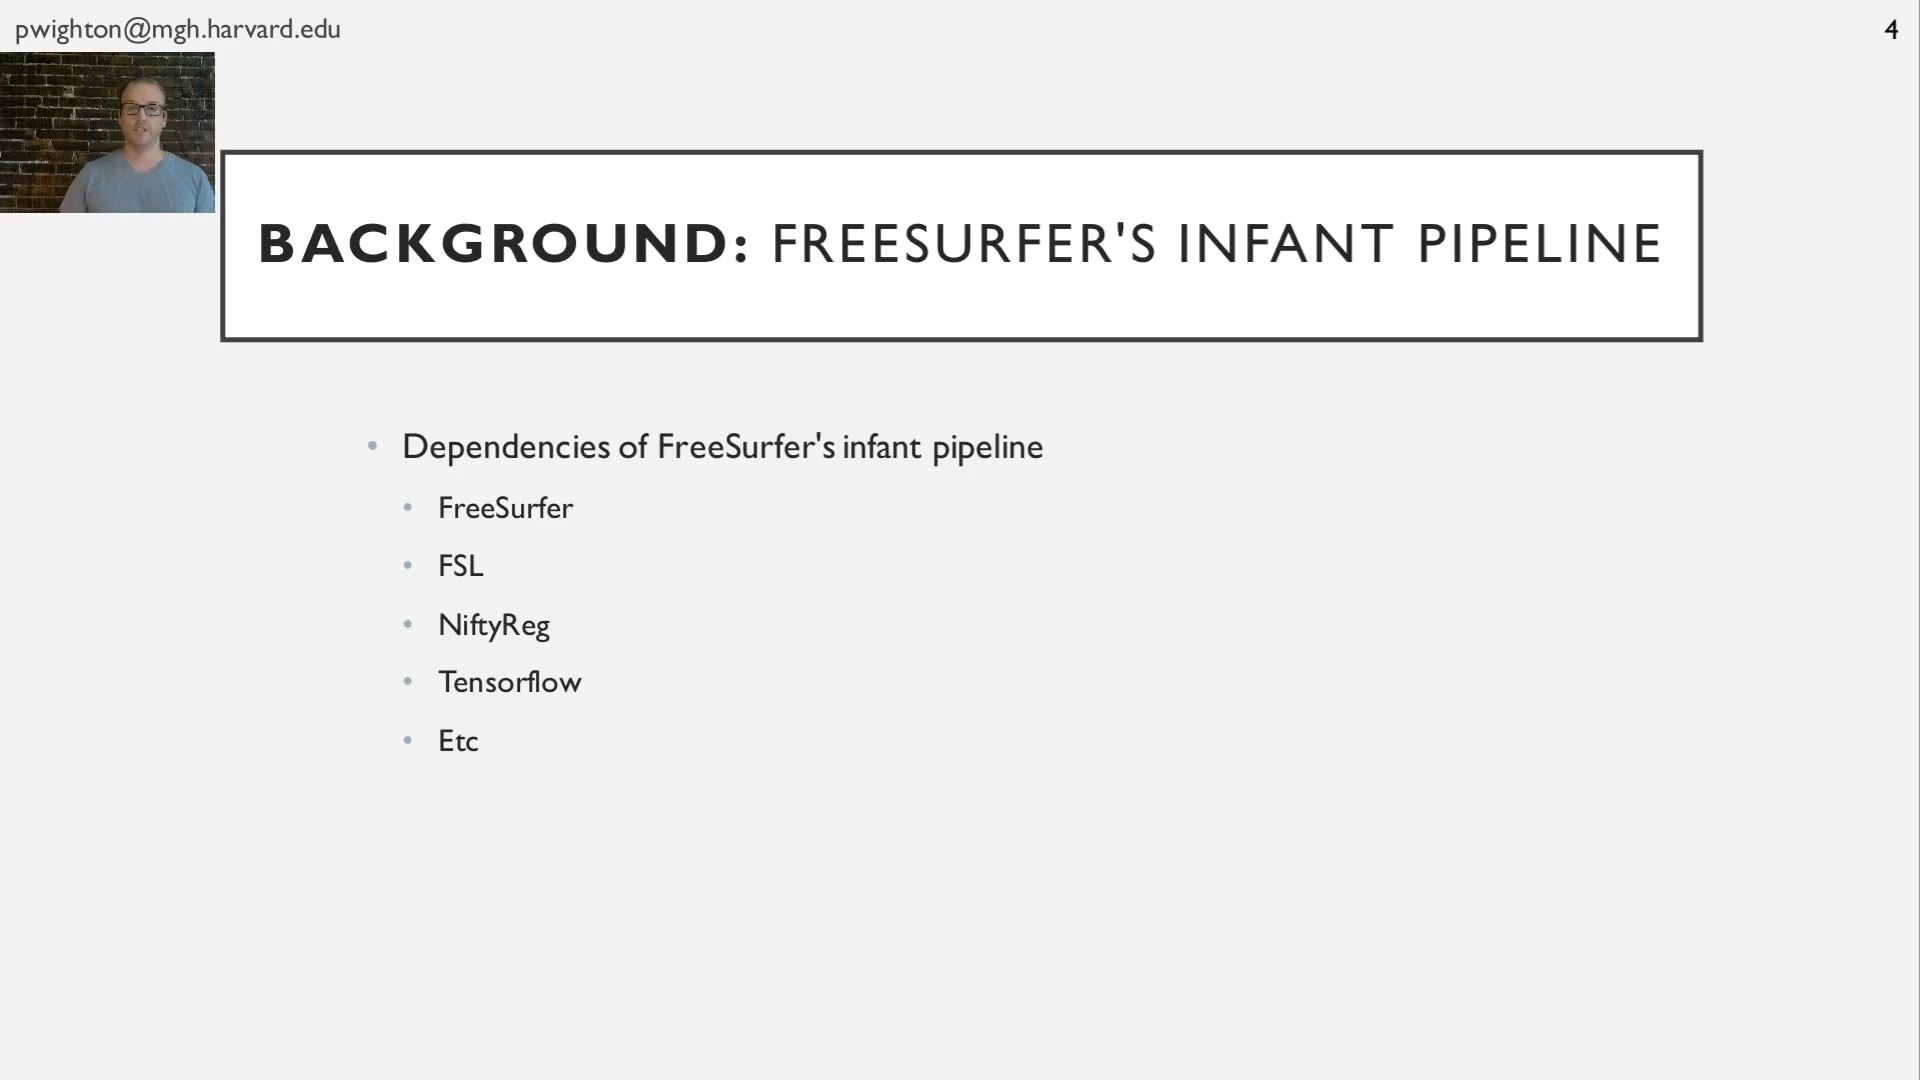 pwighton@mgh.harvard.edu
4
BACKGROUND: FREESURFER'S INFANT PIPELINE
• Dependencies of FreeSurfer's infant pipeline
• FreeSurfer
• FSL
• NiftyReg
• Tensorflow
• Etc